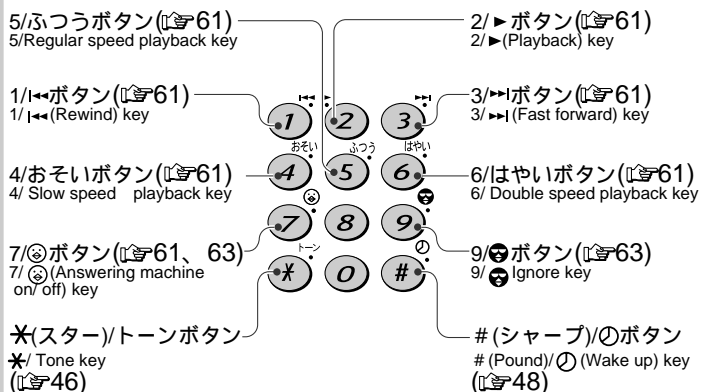 5/ふつうボタン(☞61)
5/Regular speed playback key
1/⏮ボタン(☞61)
1/⏮(Rewind) key
4/おそいボタン(☞61)
4/ Slow speed playback key
7/☺ボタン(☞61、63)
7/☺(Answering machine
on/ off) key
✱(スター)/トーンボタン
✱/ Tone key
(☞46)
おそい ふつう はやい
1 2 3
4 5 6
7 8 9
トーン
✱ 0 #
2/►ボタン(☞61)
2/►(Playback) key
3/⏭ボタン(☞61)
3/⏭(Fast forward) key
6/はやいボタン(☞61)
6/ Double speed playback key
9/😎ボタン(☞63)
9/😎Ignore key
#(シャープ)/🕗ボタン
# (Pound)/🕗(Wake up) key
(☞48)